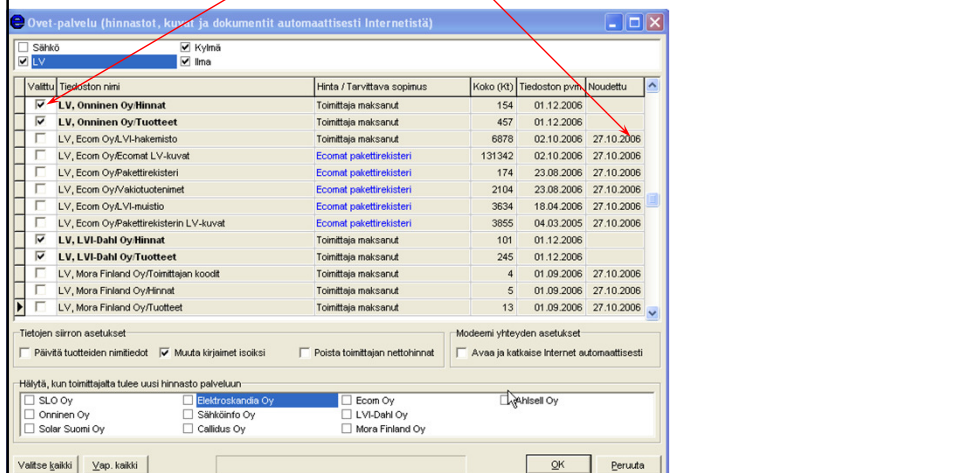 Ovet-palvelu (hinnastot, kuvat ja dokumentit automaattisesti Internetistä)
Sähkö Kylmä
LV Ilma
Valittu Tiedoston nimi Hinta / Tarvittava sopimus Koko (Kt) Tiedoston pvm. Noudettu
LV, Onninen Oy/Hinnat Toimittaja maksanut 154 01.12.2006
LV, Onninen Oy/Tuotteet Toimittaja maksanut 457 01.12.2006
LV, Ecom Oy/LVI-hakemisto Toimittaja maksanut 6878 02.10.2006 27.10.2006
LV, Ecom Oy/Ecomat LV-kuvat Ecomat pakettirekisteri 131342 02.10.2006 27.10.2006
LV, Ecom Oy/Pakettirekisteri Ecomat pakettirekisteri 174 23.08.2006 27.10.2006
LV, Ecom Oy/Vakiotuotenimet Ecomat pakettirekisteri 2104 23.08.2006 27.10.2006
LV, Ecom Oy/LVI-muistio Ecomat pakettirekisteri 3634 18.04.2006 27.10.2006
LV, Ecom Oy/Pakettirekisterin LV-kuvat Ecomat pakettirekisteri 3855 04.03.2005 27.10.2006
LV, LVI-Dahl Oy/Hinnat Toimittaja maksanut 101 01.12.2006
LV, LVI-Dahl Oy/Tuotteet Toimittaja maksanut 245 01.12.2006
LV, Mora Finland Oy/Toimittajan koodit Toimittaja maksanut 4 01.09.2006 27.10.2006
LV, Mora Finland Oy/Hinnat Toimittaja maksanut 5 01.09.2006 27.10.2006
LV, Mora Finland Oy/Tuotteet Toimittaja maksanut 13 01.09.2006 27.10.2006
Tietojen siirron asetukset Modeemi yhteyden asetukset
Päivitä tuotteiden nimitiedot Muuta kirjaimet isoiksi Poista toimittajan nettohinnat Avaa ja katkaise Internet automaattisesti
Hälytä, kun toimittajalta tulee uusi hinnasto palveluun
SLO Oy Elektroskandia Oy Ecom Oy Ahlsell Oy
Onninen Oy Sähköinfo Oy LVI-Dahl Oy
Solar Suomi Oy Callidus Oy Mora Finland Oy
Valitse kaikki Vap. kaikki OK Peruuta